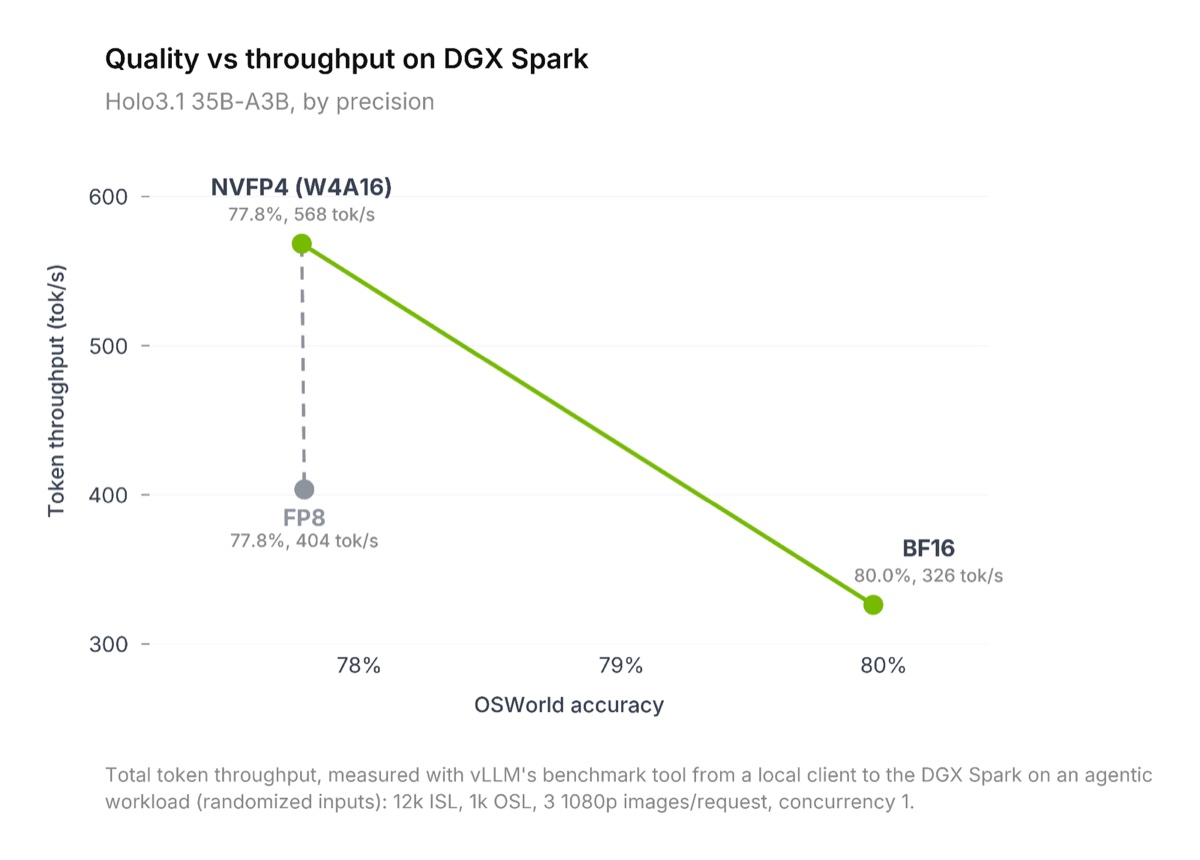 Quality vs throughput on DGX Spark
Holo3.1 35B-A3B, by precision
Token throughput (tok/s)
600
500
400
300
NVFP4 (W4A16)
77.8%, 568 tok/s
FP8
77.8%, 404 tok/s
BF16
80.0%, 326 tok/s
78%
79%
80%
OSWorld accuracy
Total token throughput, measured with vLLM's benchmark tool from a local client to the DGX Spark on an agentic
workload (randomized inputs): 12k ISL, 1k OSL, 3 1080p images/request, concurrency 1.